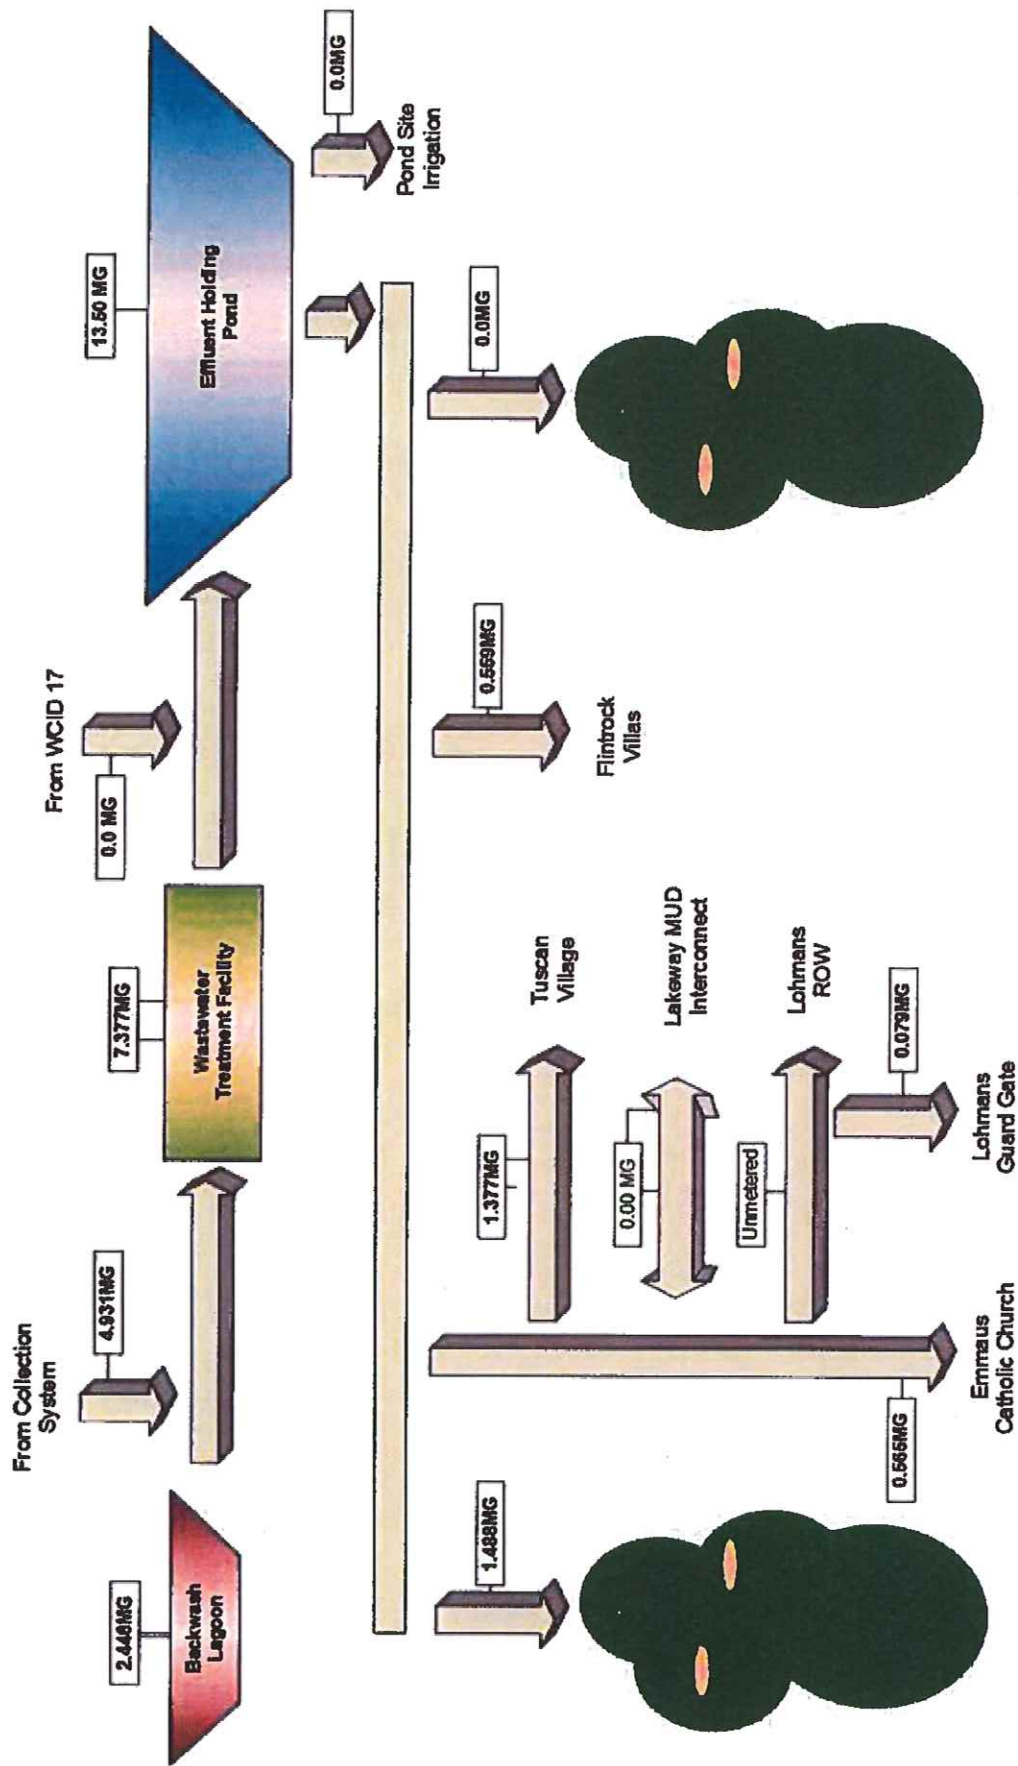 From Collection
System
4.931MG
2.446MG
Backwash
Lagoon
7.377MG
Wastewater
Treatment Facility
From WCID 17
0.0 MG
13.50 MG
Effluent Holding
Pond
0.0MG
Pond Site
Irrigation
1.488MG
1.377MG
Tuscan
Village
0.00 MG
Lakeway MUD
Interconnect
Unmetered
Lohmans
ROW
0.079MG
Lohmans
Guard Gate
0.565MG
Emmaus
Catholic Church
0.559MG
Flintrock
Villas
0.0MG